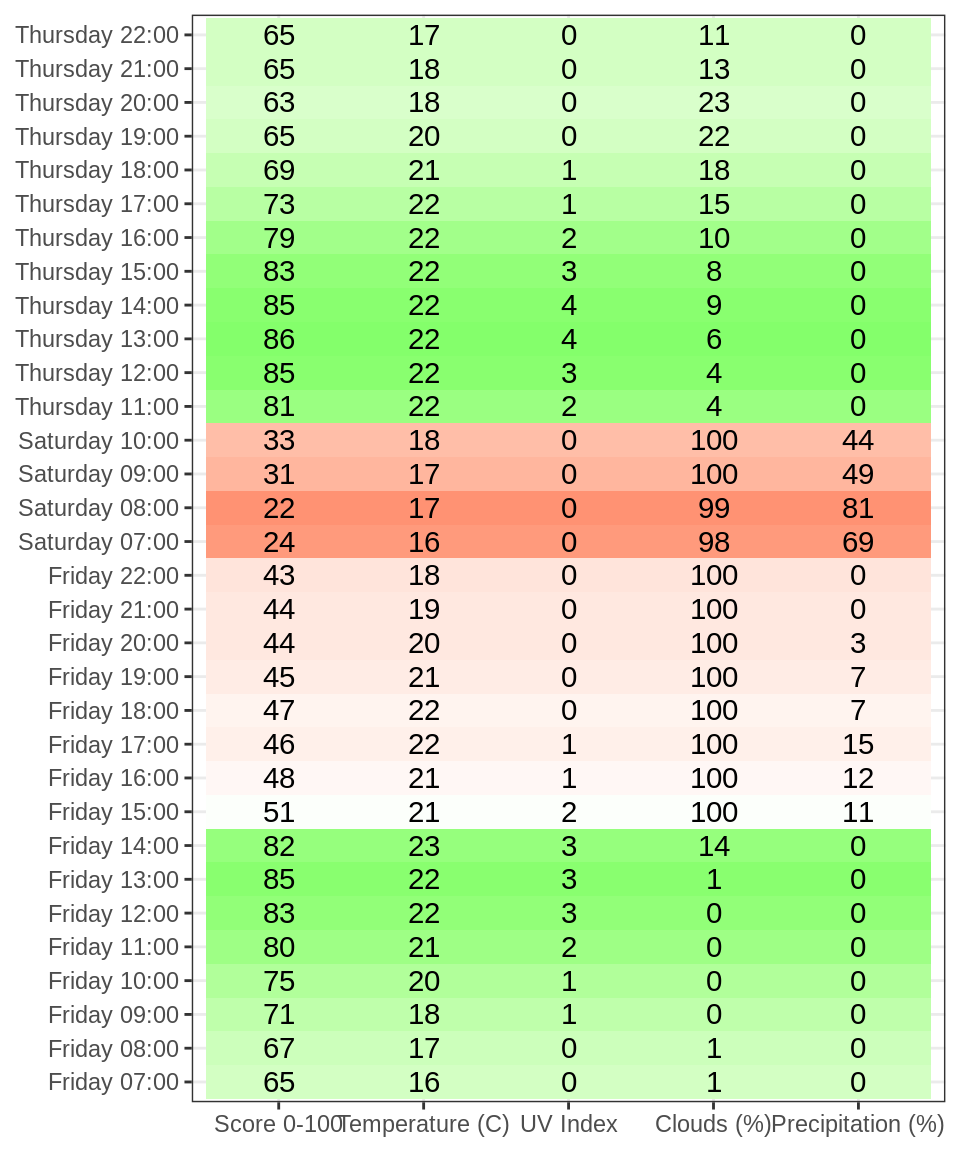 Thursday 22:00 65 17 0 11 0
Thursday 21:00 65 18 0 13 0
Thursday 20:00 63 18 0 23 0
Thursday 19:00 65 20 0 22 0
Thursday 18:00 69 21 1 18 0
Thursday 17:00 73 22 1 15 0
Thursday 16:00 79 22 2 10 0
Thursday 15:00 83 22 3 8 0
Thursday 14:00 85 22 4 9 0
Thursday 13:00 86 22 4 6 0
Thursday 12:00 85 22 3 4 0
Thursday 11:00 81 22 2 4 0
Saturday 10:00 33 18 0 100 44
Saturday 09:00 31 17 0 100 49
Saturday 08:00 22 17 0 99 81
Saturday 07:00 24 16 0 98 69
Friday 22:00 43 18 0 100 0
Friday 21:00 44 19 0 100 0
Friday 20:00 44 20 0 100 3
Friday 19:00 45 21 0 100 7
Friday 18:00 47 22 0 100 7
Friday 17:00 46 22 1 100 15
Friday 16:00 48 21 1 100 12
Friday 15:00 51 21 2 100 11
Friday 14:00 82 23 3 14 0
Friday 13:00 85 22 3 1 0
Friday 12:00 83 22 3 0 0
Friday 11:00 80 21 2 0 0
Friday 10:00 75 20 1 0 0
Friday 09:00 71 18 1 0 0
Friday 08:00 67 17 0 1 0
Friday 07:00 65 16 0 1 0
Score 0-100 Temperature (C) UV Index Clouds (%) Precipitation (%)